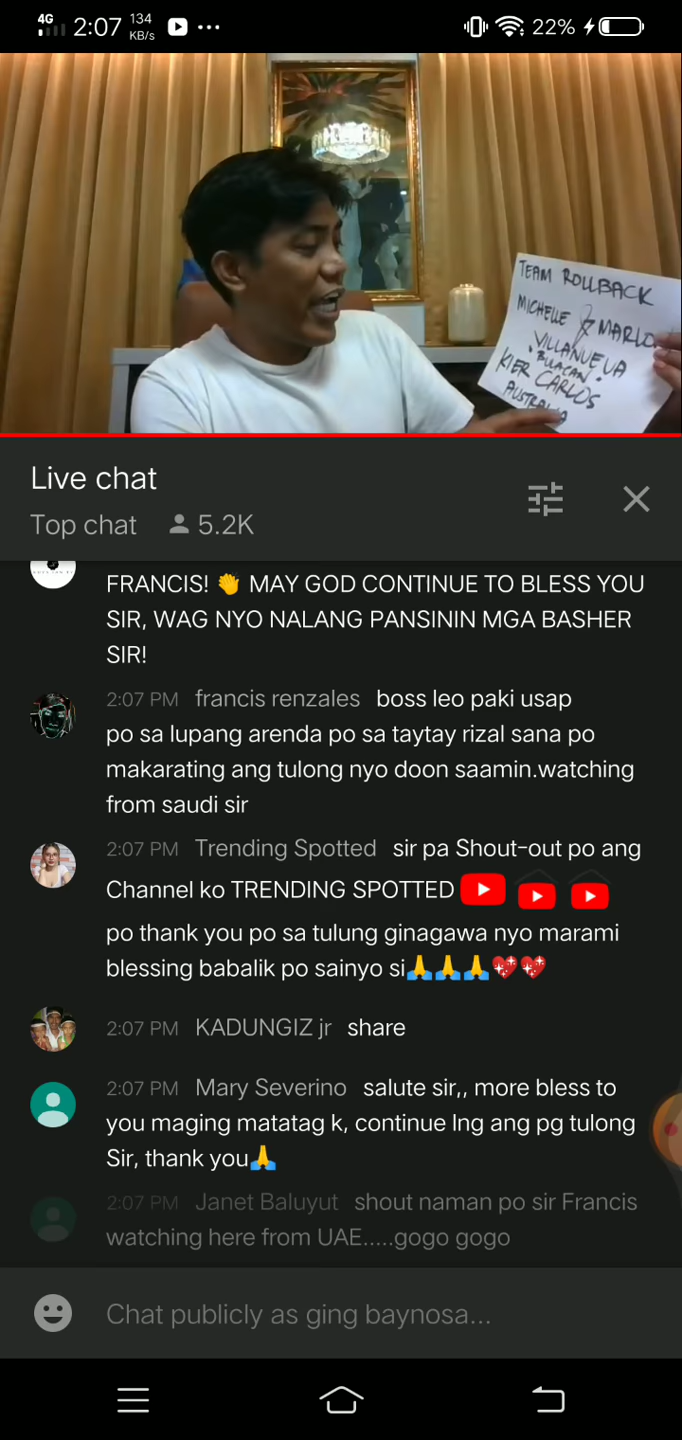 4G 2:07 134 KB/s 22%
TEAM ROLLBACK
MICHELLE & MARLO
VILLANUEVA
BULACAN.
KIER CARLOS
AUSTRALIA
Live chat
Top chat 5.2K
FRANCIS! 👏 MAY GOD CONTINUE TO BLESS YOU
SIR, WAG NYO NALANG PANSININ MGA BASHER
SIR!
2:07 PM francis renzales boss leo paki usap
po sa lupang arenda po sa taytay rizal sana po
makarating ang tulong nyo doon saamin.watching
from saudi sir
2:07 PM Trending Spotted sir pa Shout-out po ang
Channel ko TRENDING SPOTTED
po thank you po sa tulung ginagawa nyo marami
blessing babalik po sainyo si🙏🙏🙏💖💖
2:07 PM KADUNGIZ jr share
2:07 PM Mary Severino salute sir,, more bless to
you maging matatag k, continue lng ang pg tulong
Sir, thank you🙏
2:07 PM Janet Baluyut shout naman po sir Francis
watching here from UAE.....gogo gogo
Chat publicly as ging baynosa...